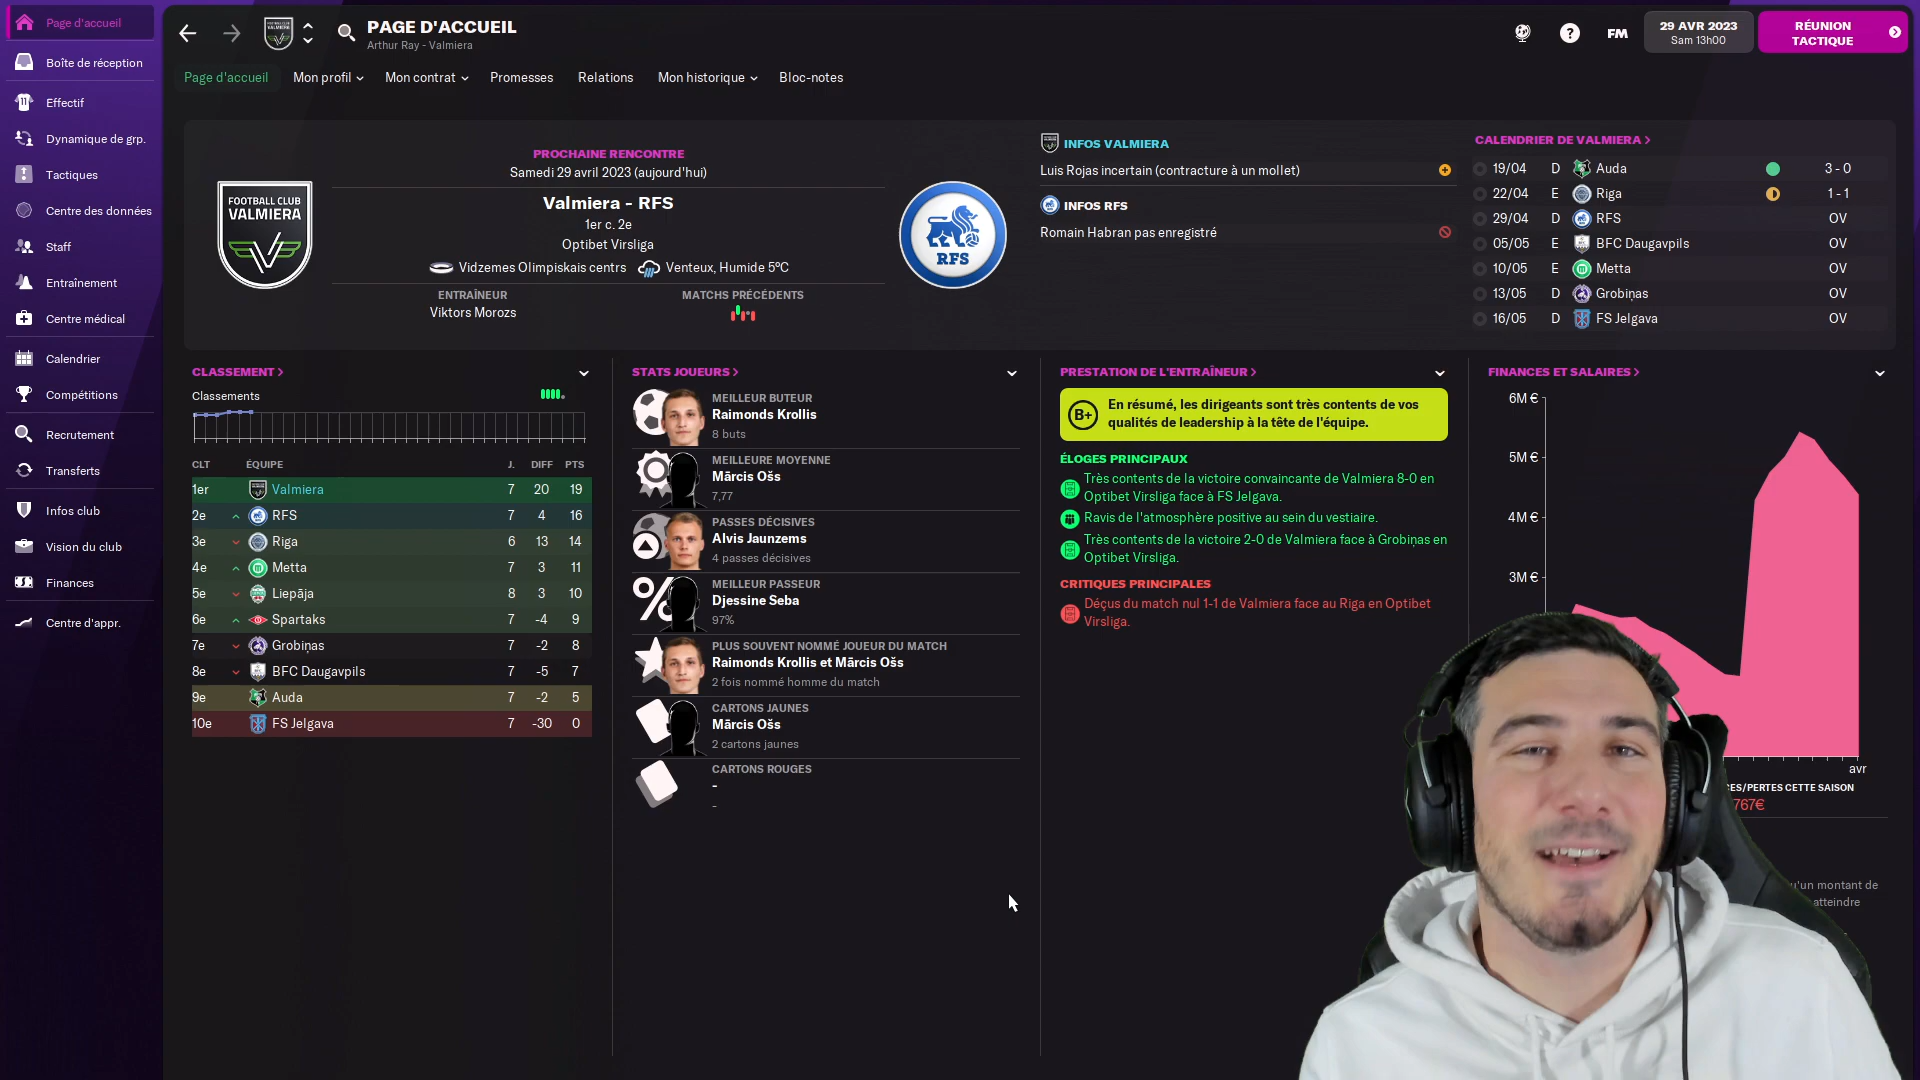 Page d'accueil
Boîte de réception
Effectif
Dynamique de grp.
Tactiques
Centre des données
Staff
Entraînement
Centre médical
Calendrier
Compétitions
Recrutement
Transferts
Infos club
Vision du club
Finances
Centre d'appr.
PAGE D'ACCUEIL
Arthur Ray - Valmiera
FM
29 AVR 2023
Sam 13h00
RÉUNION
TACTIQUE
Page d'accueil Mon profil Mon contrat Promesses Relations Mon historique Bloc-notes
FOOTBALL CLUB
VALMIERA
PROCHAINE RENCONTRE
Samedi 29 avril 2023 (aujourd'hui)
Valmiera - RFS
1er c. 2e
Optibet Virsliga
Vidzemes Olimpiskais centrs Venteux, Humide 5°C
ENTRAÎNEUR
Viktors Morozs
MATCHS PRÉCÉDENTS
RFS
INFOS VALMIERA
Luis Rojas incertain (contracture à un mollet)
INFOS RFS
Romain Habran pas enregistré
CALENDRIER DE VALMIERA
19/04 D Auda 3 - 0
22/04 E Riga 1 - 1
29/04 D RFS OV
05/05 E BFC Daugavpils OV
10/05 E Metta OV
13/05 D Grobiņas OV
16/05 D FS Jelgava OV
CLASSEMENT
Classements
CLT ÉQUIPE J. DIFF PTS
1er Valmiera 7 20 19
2e RFS 7 4 16
3e Riga 6 13 14
4e Metta 7 3 11
5e Liepāja 8 3 10
6e Spartaks 7 -4 9
7e Grobiņas 7 -2 8
8e BFC Daugavpils 7 -5 7
9e Auda 7 -2 5
10e FS Jelgava 7 -30 0
STATS JOUEURS
MEILLEUR BUTEUR
Raimonds Krollis
8 buts
MEILLEURE MOYENNE
Mārcis Ošs
7,77
PASSES DÉCISIVES
Alvis Jaunzems
4 passes décisives
MEILLEUR PASSEUR
Djessine Seba
97%
PLUS SOUVENT NOMMÉ JOUEUR DU MATCH
Raimonds Krollis et Mārcis Ošs
2 fois nommé homme du match
CARTONS JAUNES
Mārcis Ošs
2 cartons jaunes
CARTONS ROUGES
-
-
PRESTATION DE L'ENTRAÎNEUR
B+
En résumé, les dirigeants sont très contents de vos
qualités de leadership à la tête de l'équipe.
ÉLOGES PRINCIPAUX
Très contents de la victoire convaincante de Valmiera 8-0 en
Optibet Virsliga face à FS Jelgava.
Ravis de l'atmosphère positive au sein du vestiaire.
Très contents de la victoire 2-0 de Valmiera face à Grobiņas en
Optibet Virsliga.
CRITIQUES PRINCIPALES
Déçus du match nul 1-1 de Valmiera face au Riga en Optibet
Virsliga.
FINANCES ET SALAIRES
6M €
5M €
4M €
3M €
avr
CES/PERTES CETTE SAISON
767€
u'un montant de
atteindre